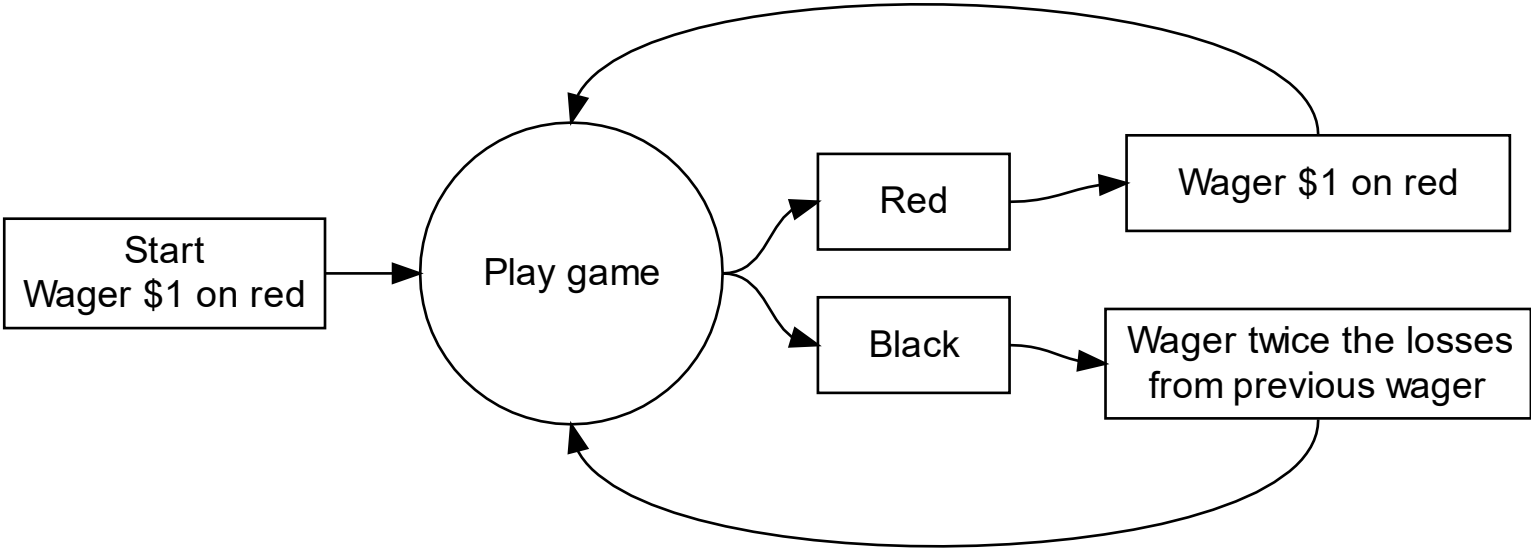 Start
Wager $1 on red
Play game
Red
Wager $1 on red
Black
Wager twice the losses
from previous wager